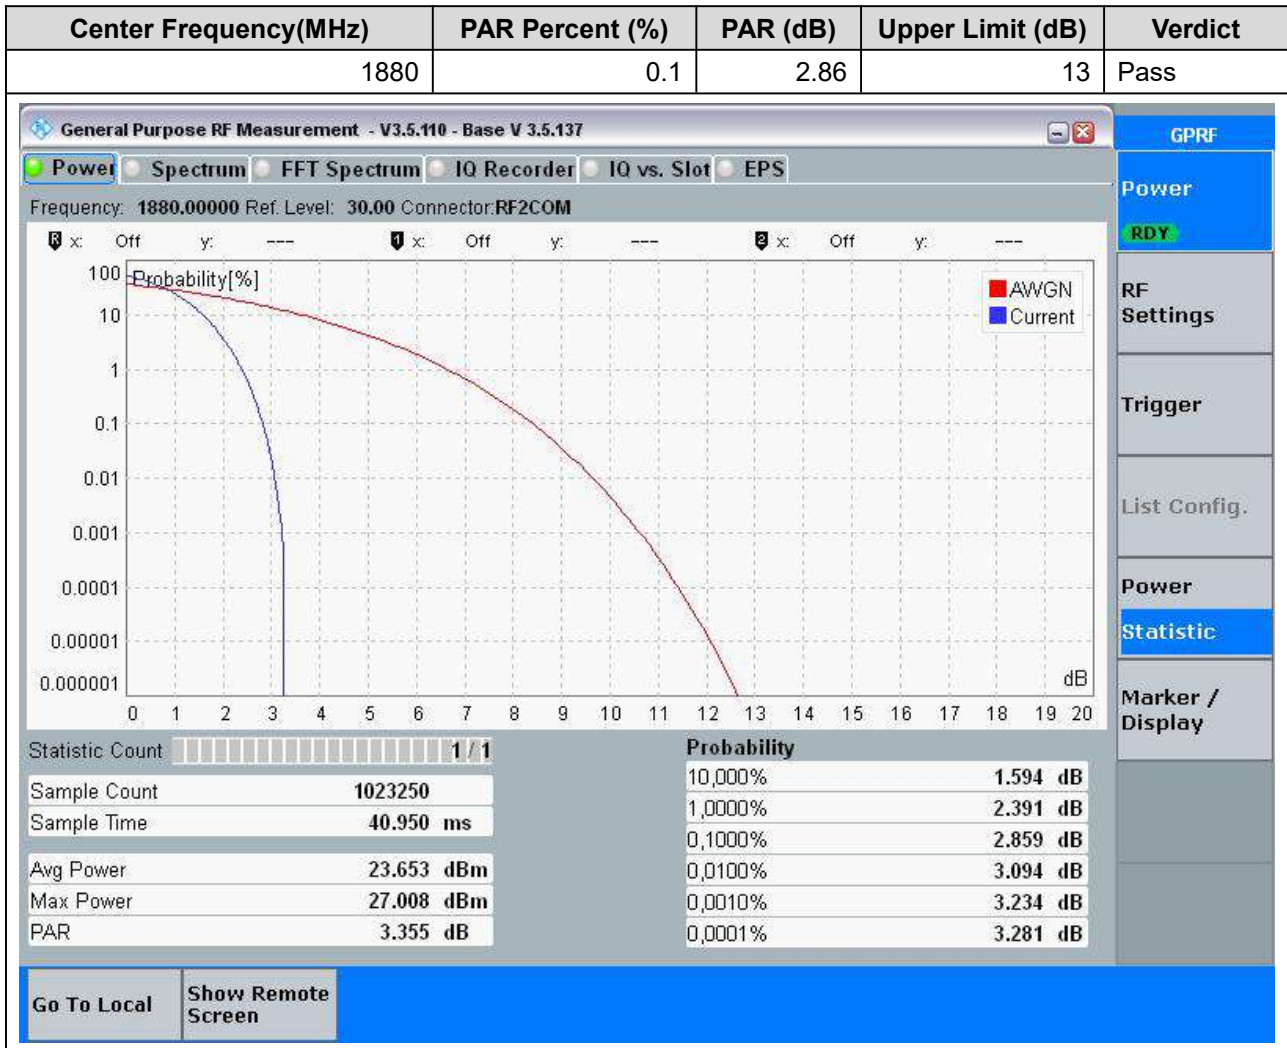 Center Frequency(MHz) PAR Percent (%) PAR (dB) Upper Limit (dB) Verdict
1880 0.1 2.86 13 Pass
General Purpose RF Measurement - V3.5.110 - Base V 3.5.137
GPRF
Power Spectrum FFT Spectrum IQ Recorder IQ vs. Slot EPS
Frequency: 1880.00000 Ref. Level: 30.00 Connector:RF2COM
R x: Off y: --- 1 x: Off y: --- 2 x: Off y: ---
Power
RDY
RF
Settings
Trigger
List Config.
Power
Statistic
Marker /
Display
Probability[%]
AWGN
Current
100
10
1
0.1
0.01
0.001
0.0001
0.00001
0.000001
dB
0 1 2 3 4 5 6 7 8 9 10 11 12 13 14 15 16 17 18 19 20
Statistic Count 1 / 1
Sample Count 1023250
Sample Time 40.950 ms
Avg Power 23.653 dBm
Max Power 27.008 dBm
PAR 3.355 dB
Probability
10,000% 1.594 dB
1,0000% 2.391 dB
0,1000% 2.859 dB
0,0100% 3.094 dB
0,0010% 3.234 dB
0,0001% 3.281 dB
Go To Local
Show Remote
Screen